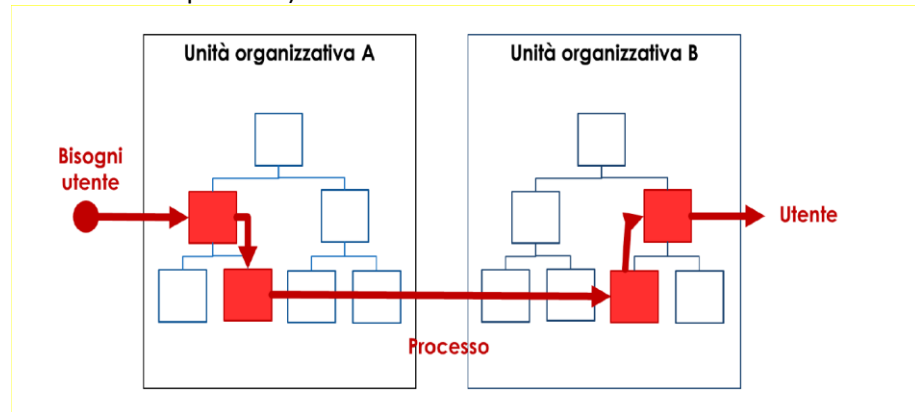 Unità organizzativa A
Unità organizzativa B
Bisogni
utente
Utente
Processo